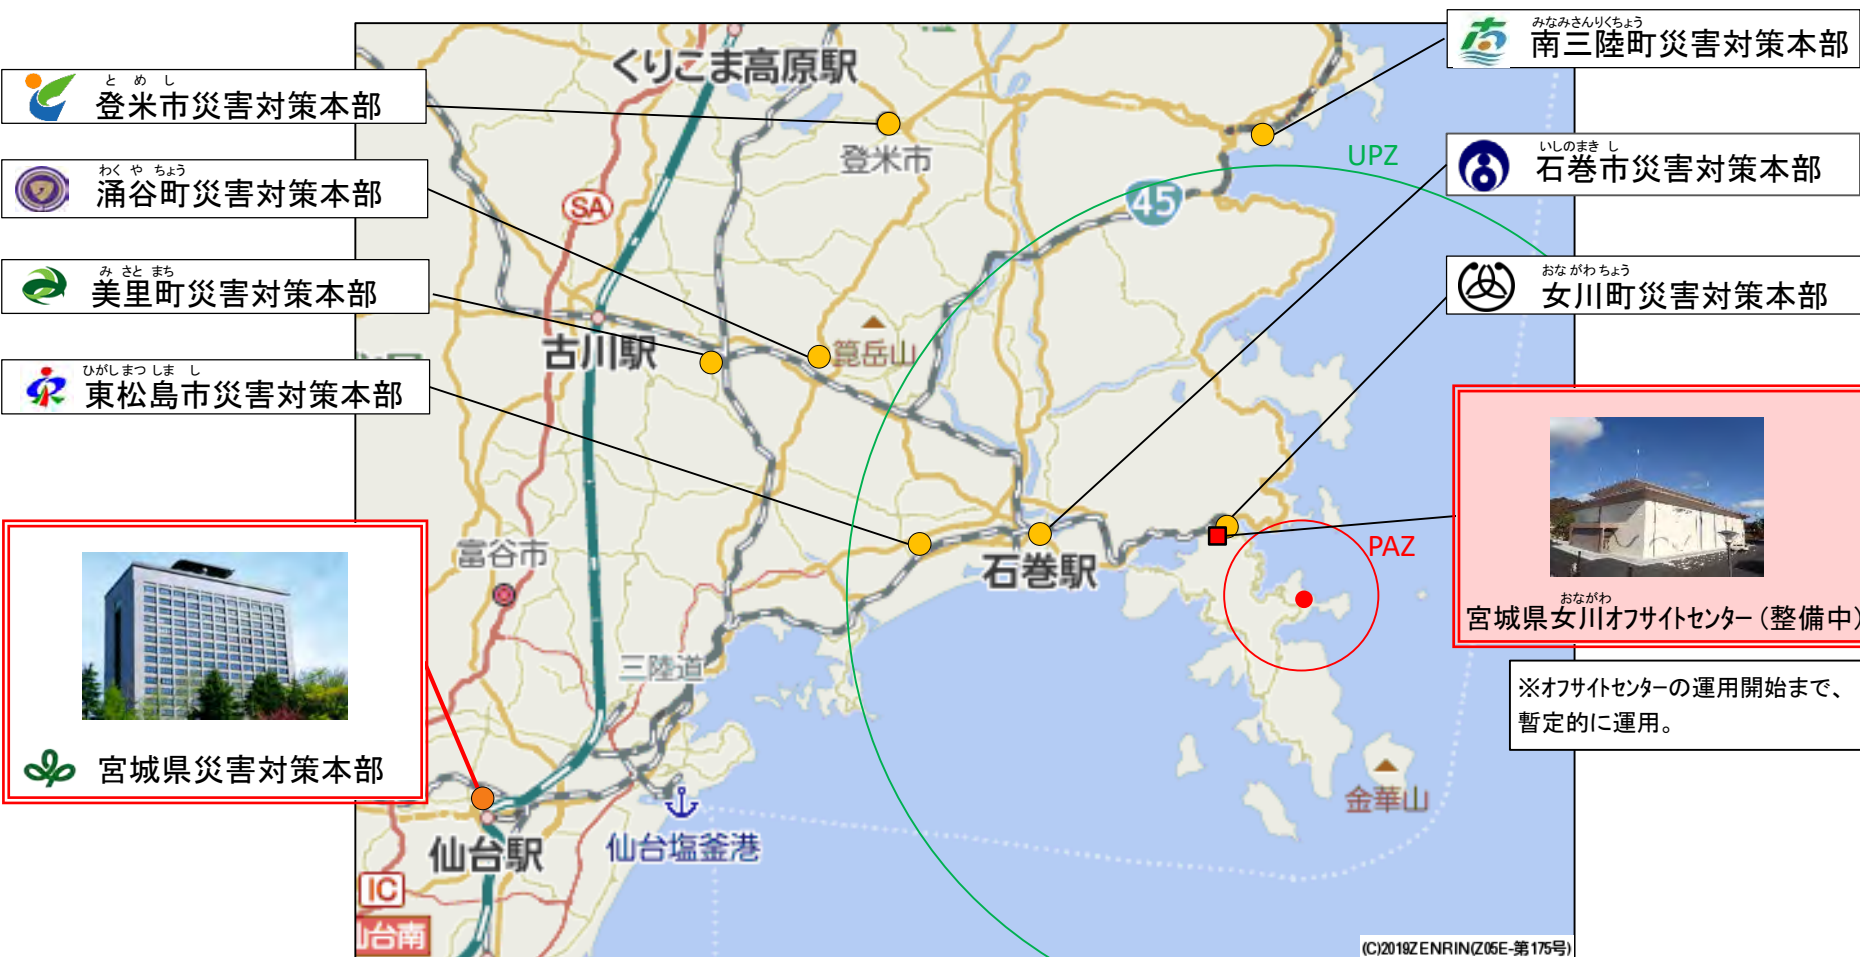 とめし
登米市災害対策本部
わくやちょう
涌谷町災害対策本部
みさとまち
美里町災害対策本部
ひがしまつしまし
東松島市災害対策本部
宮城県災害対策本部
みなみさんりくちょう
南三陸町災害対策本部
いしのまきし
石巻市災害対策本部
おながわちょう
女川町災害対策本部
おながわ
宮城県女川オフサイトセンター(整備中)
※オフサイトセンターの運用開始まで、
暫定的に運用。
くりこま高原駅
登米市
UPZ
45
SA
古川駅
箟岳山
富谷市
石巻駅
PAZ
三陸道
金華山
仙台駅
仙台塩釜港
IC
台南
(C)2019ZENRIN(Z05E-第175号)